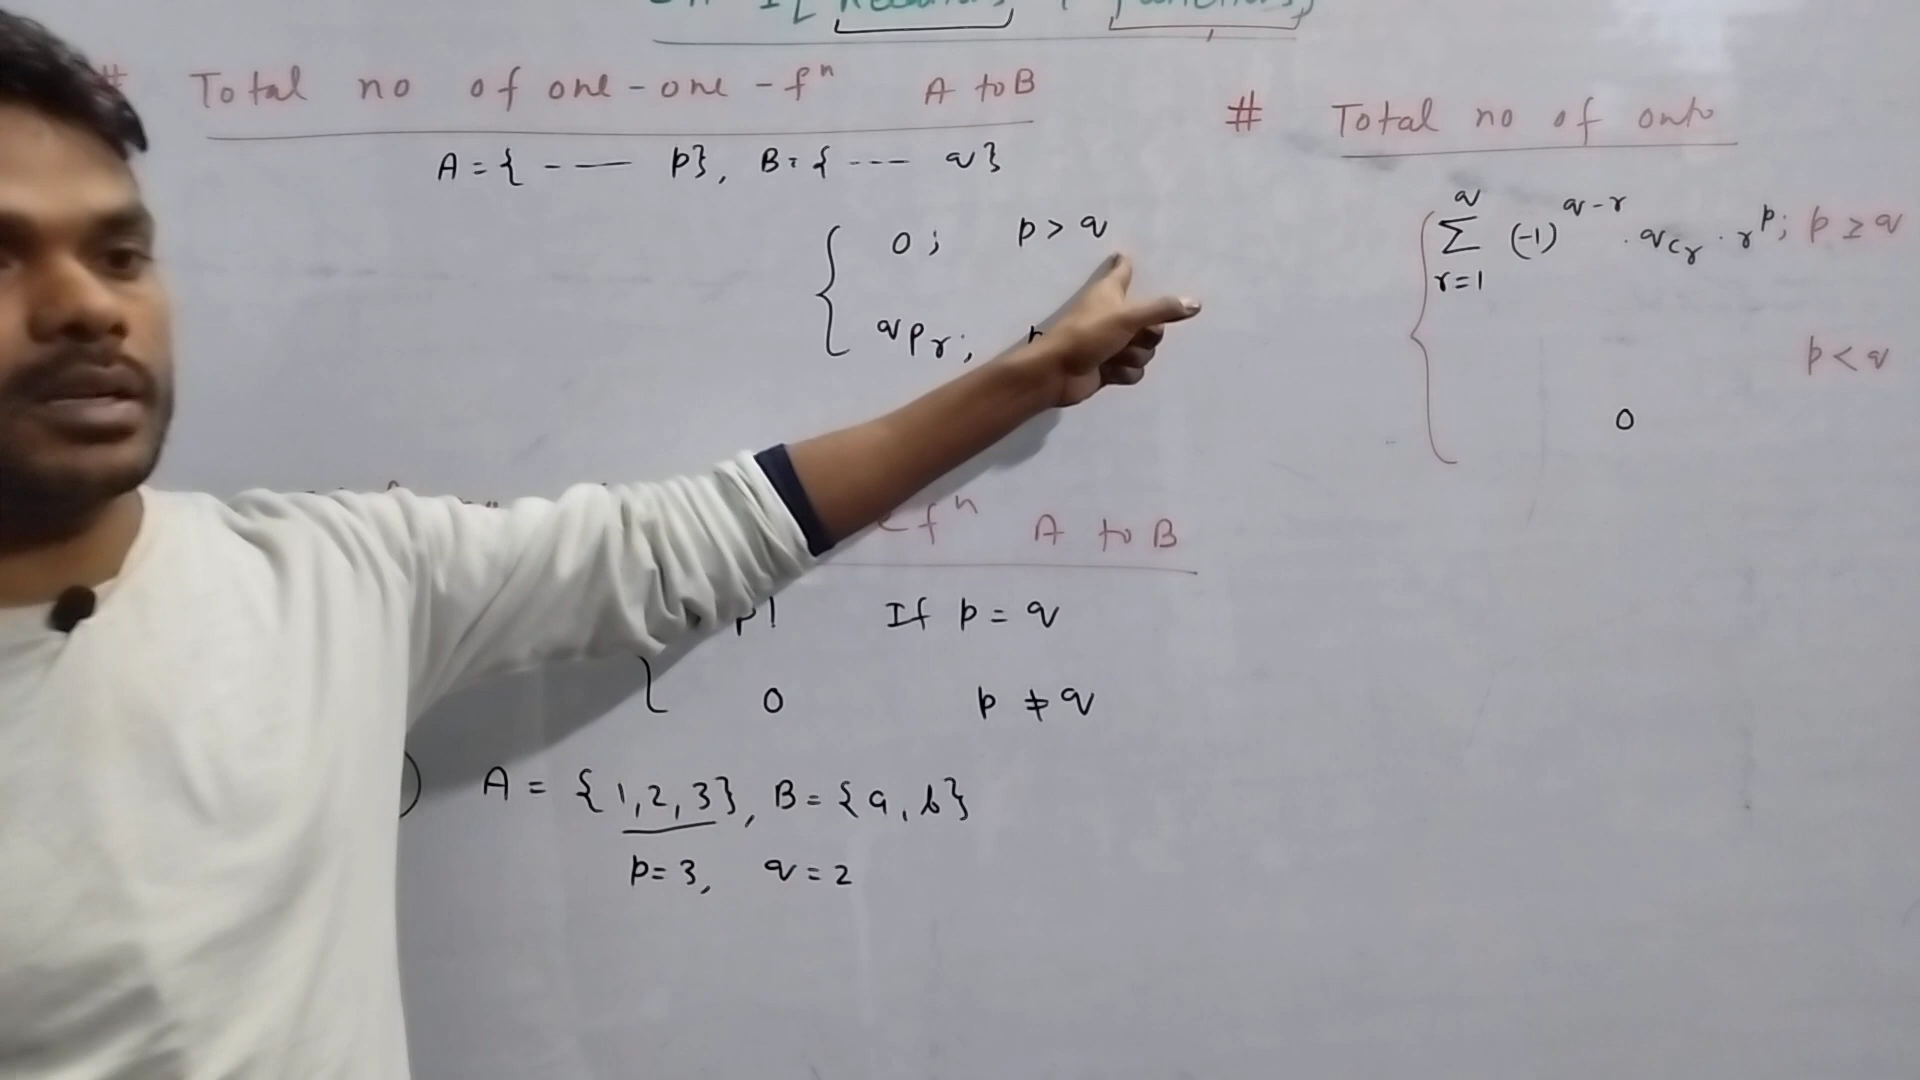 # Total no of one-one-fⁿ A to B
A = { - —— p}, B = { --- q}
0 ; p > q
qPr ;
# Total no of onto
q
Σ (-1)^q-r . qCr . r^p ; p ≥ q
r=1
p < q
0
fⁿ A to B
p! If p = q
0 p ≠ q
A = {1,2,3}, B = {a, b}
p = 3, q = 2